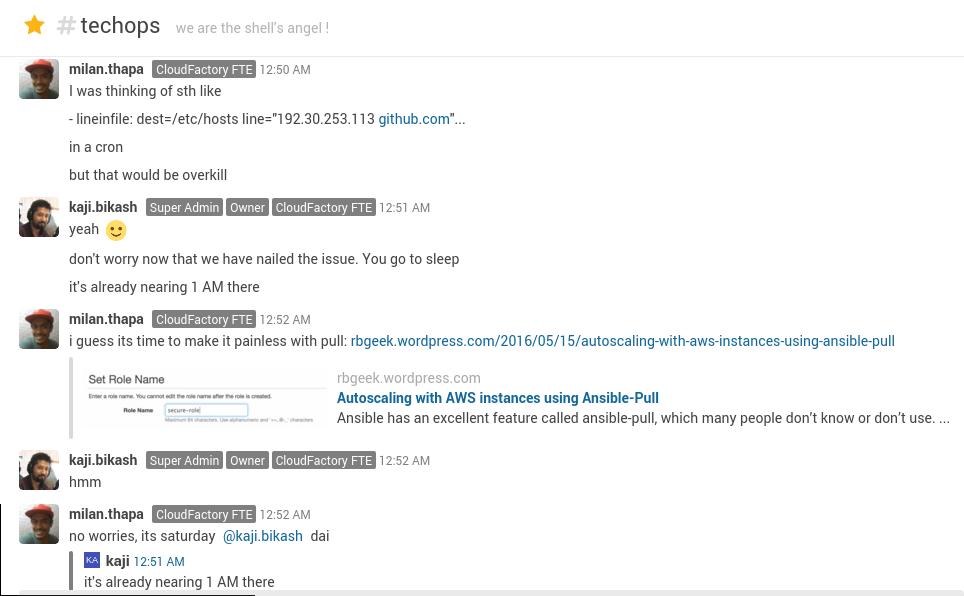 #techops we are the shell's angel !
milan.thapa CloudFactory FTE 12:50 AM
I was thinking of sth like
- lineinfile: dest=/etc/hosts line="192.30.253.113 github.com"...
in a cron
but that would be overkill
kaji.bikash Super Admin Owner CloudFactory FTE 12:51 AM
yeah
don't worry now that we have nailed the issue. You go to sleep
it's already nearing 1 AM there
milan.thapa CloudFactory FTE 12:52 AM
i guess its time to make it painless with pull: rbgeek.wordpress.com/2016/05/15/autoscaling-with-aws-instances-using-ansible-pull
Set Role Name
Enter a role name. You cannot edit the role name after the role is created.
Role Name secure-role
Maximum 64 characters. Use alphanumeric and '+=,.@-_' characters
rbgeek.wordpress.com
Autoscaling with AWS instances using Ansible-Pull
Ansible has an excellent feature called ansible-pull, which many people don’t know or don’t use. ...
kaji.bikash Super Admin Owner CloudFactory FTE 12:52 AM
hmm
milan.thapa CloudFactory FTE 12:52 AM
no worries, its saturday @kaji.bikash dai
KA kaji 12:51 AM
it's already nearing 1 AM there